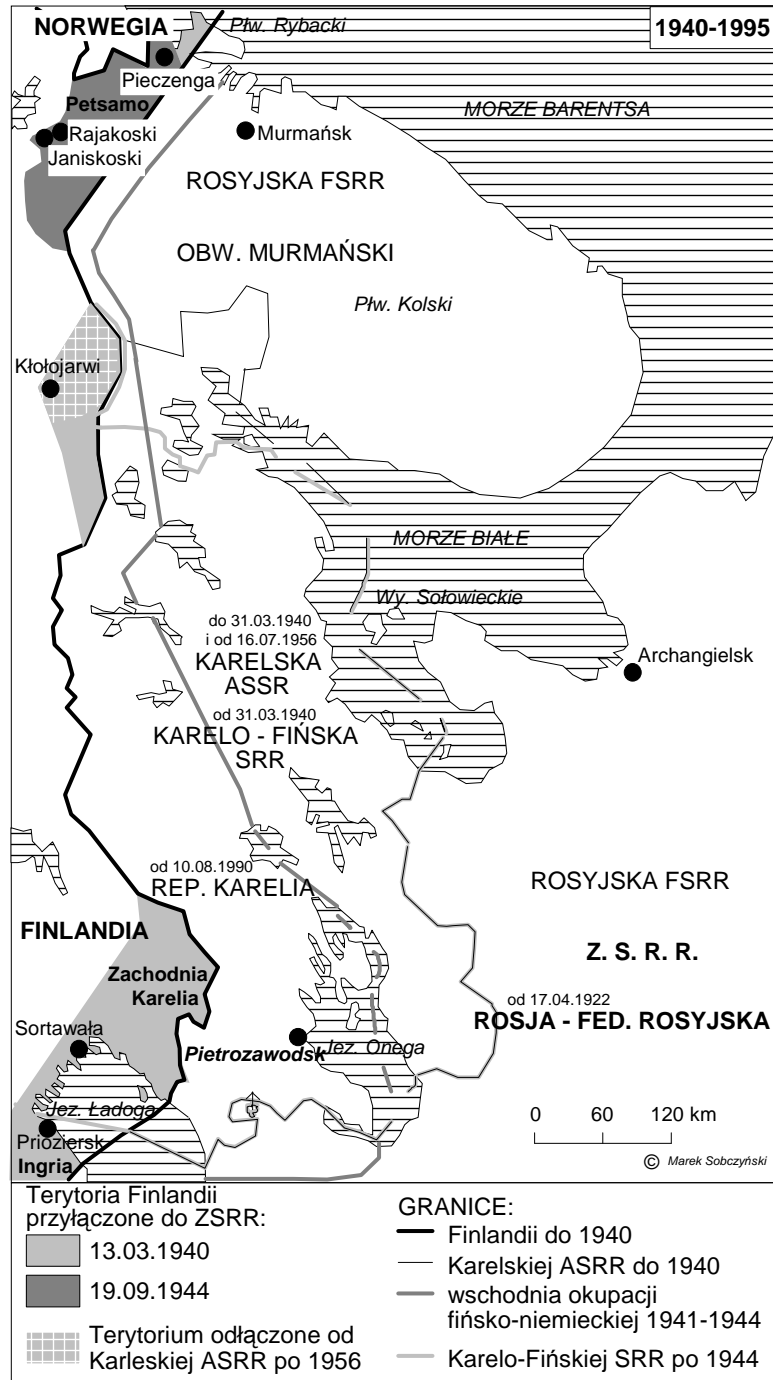 NORWEGIA
Płw. Rybacki
1940-1995
Pieczenga
Petsamo
MORZE BARENTSA
Rajakoski
Murmańsk
Janiskoski
ROSYJSKA FSRR
OBW. MURMAŃSKI
Płw. Kolski
Kłołojarwi
MORZE BIAŁE
Wy. Sołowieckie
do 31.03.1940
i od 16.07.1956
KARELSKA
ASSR
Archangielsk
od 31.03.1940
KARELO - FIŃSKA
SRR
od 10.08.1990
REP. KARELIA
ROSYJSKA FSRR
FINLANDIA
Z. S. R. R.
Zachodnia
Karelia
od 17.04.1922
ROSJA - FED. ROSYJSKA
Sortawała
Pietrozawodsk
Jez. Onega
Jez. Ładoga
0 60 120 km
Prioziersk
Ingria
© Marek Sobczyński
Terytoria Finlandii
przyłączone do ZSRR:
13.03.1940
19.09.1944
Terytorium odłączone od
Karleskiej ASRR po 1956
GRANICE:
Finlandii do 1940
Karelskiej ASRR do 1940
wschodnia okupacji
fińsko-niemieckiej 1941-1944
Karelo-Fińskiej SRR po 1944